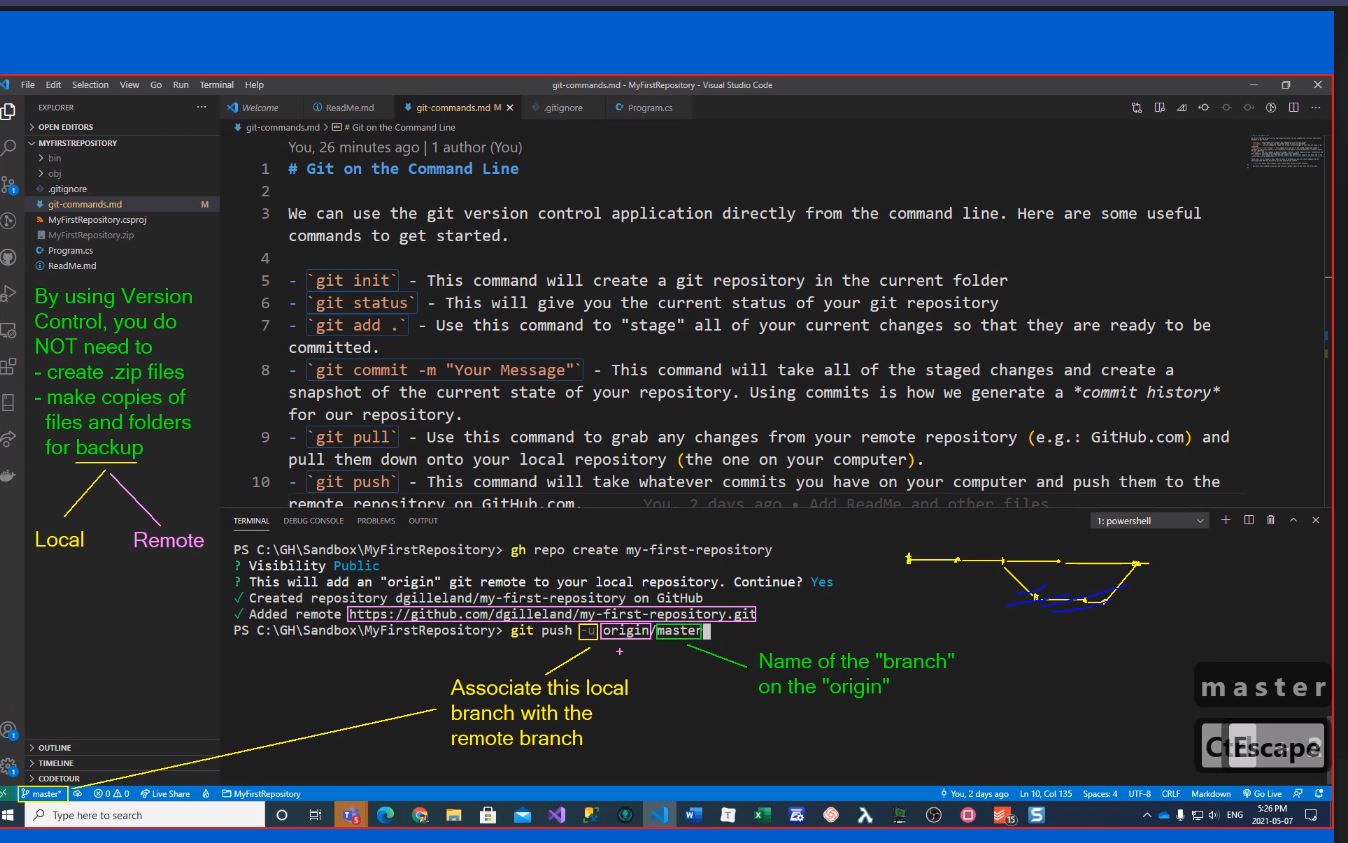 File Edit Selection View Go Run Terminal Help
git-commands.md - MyFirstRepository - Visual Studio Code
EXPLORER
Welcome
ReadMe.md
git-commands.md M
.gitignore
Program.cs
OPEN EDITORS
MYFIRSTREPOSITORY
bin
obj
.gitignore
git-commands.md M
MyFirstRepository.csproj
MyFirstRepository.zip
Program.cs
ReadMe.md
git-commands.md > # Git on the Command Line
You, 26 minutes ago | 1 author (You)
1 # Git on the Command Line
2
3 We can use the git version control application directly from the command line. Here are some useful
commands to get started.
4
5 - `git init` - This command will create a git repository in the current folder
6 - `git status` - This will give you the current status of your git repository
7 - `git add .` - Use this command to "stage" all of your current changes so that they are ready to be
committed.
8 - `git commit -m "Your Message"` - This command will take all of the staged changes and create a
snapshot of the current state of your repository. Using commits is how we generate a *commit history*
for our repository.
9 - `git pull` - Use this command to grab any changes from your remote repository (e.g.: GitHub.com) and
pull them down onto your local repository (the one on your computer).
10 - `git push` - This command will take whatever commits you have on your computer and push them to the
remote repository on GitHub.com. You, 2 days ago • Add ReadMe and other files
By using Version
Control, you do
NOT need to
- create .zip files
- make copies of
files and folders
for backup
Local
Remote
TERMINAL DEBUG CONSOLE PROBLEMS OUTPUT
1: powershell
PS C:\GH\Sandbox\MyFirstRepository> gh repo create my-first-repository
? Visibility Public
? This will add an "origin" git remote to your local repository. Continue? Yes
✓ Created repository dgilleland/my-first-repository on GitHub
✓ Added remote https://github.com/dgilleland/my-first-repository.git
PS C:\GH\Sandbox\MyFirstRepository> git push -u origin/master
+
Associate this local
branch with the
remote branch
Name of the "branch"
on the "origin"
master
Escape
OUTLINE
TIMELINE
CODETOUR
master* 0 0 Live Share MyFirstRepository
You, 2 days ago Ln 10, Col 135 Spaces: 4 UTF-8 CRLF Markdown Go Live
Type here to search
15
ENG
5:26 PM
2021-05-07